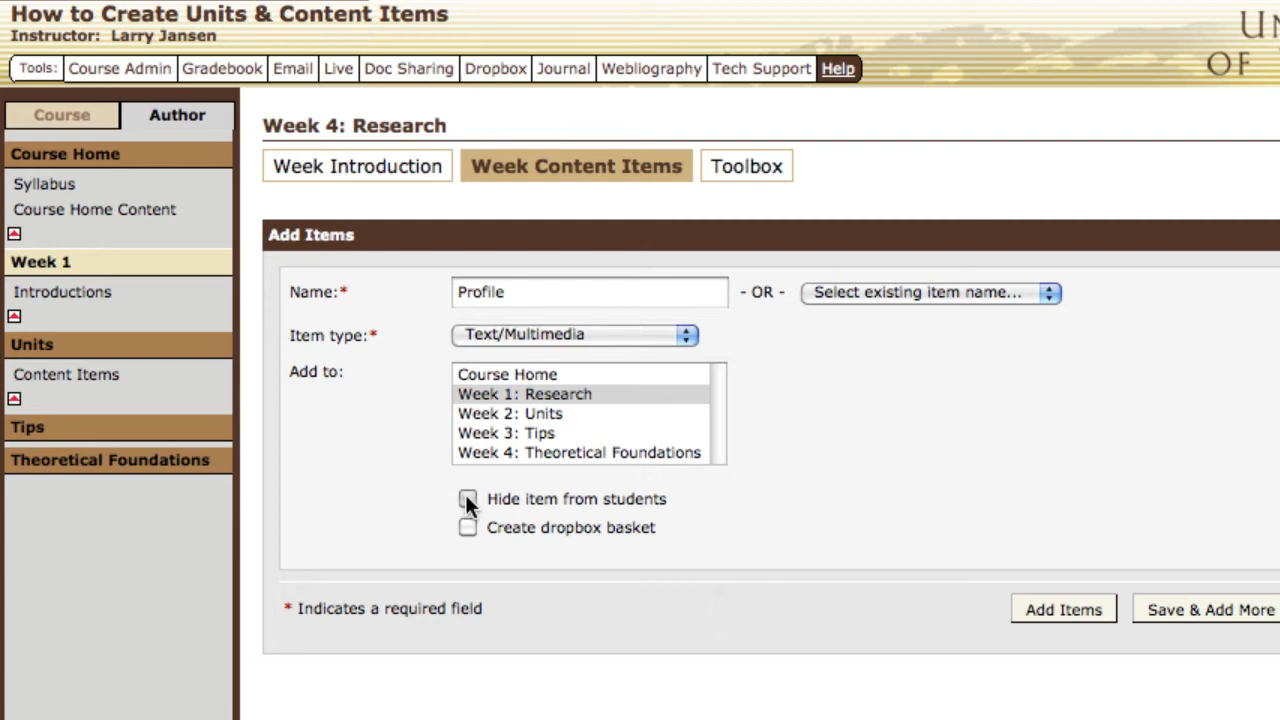 How to Create Units & Content Items
Instructor: Larry Jansen
Tools: Course Admin Gradebook Email Live Doc Sharing Dropbox Journal Webliography Tech Support Help
OF
Course Author
Course Home
Syllabus
Course Home Content
Week 1
Introductions
Units
Content Items
Tips
Theoretical Foundations
Week 4: Research
Week Introduction Week Content Items Toolbox
Add Items
Name:* Profile - OR - Select existing item name...
Item type:* Text/Multimedia
Add to: Course Home
Week 1: Research
Week 2: Units
Week 3: Tips
Week 4: Theoretical Foundations
Hide item from students
Create dropbox basket
* Indicates a required field
Add Items Save & Add More